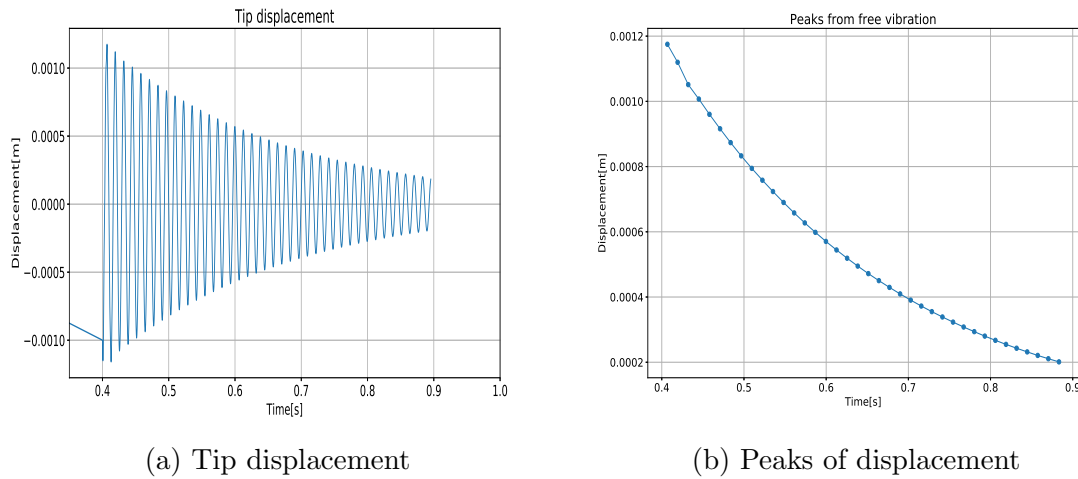 Tip displacement
0.0010
0.0005
0.0000
−0.0005
−0.0010
Displacement[m]
0.4 0.5 0.6 0.7 0.8 0.9 1.0
Time[s]
(a) Tip displacement
Peaks from free vibration
0.0012
0.0010
0.0008
0.0006
0.0004
0.0002
Displacement[m]
0.4 0.5 0.6 0.7 0.8 0.9
Time[s]
(b) Peaks of displacement